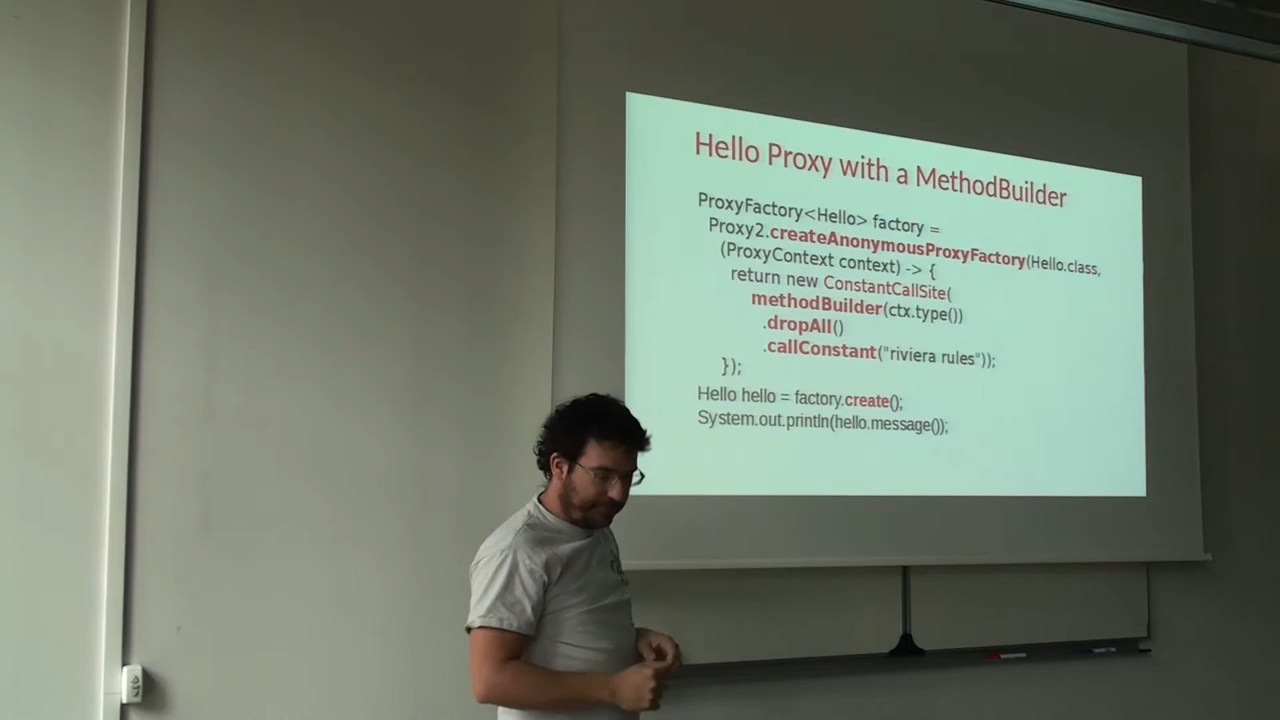 Hello Proxy with a MethodBuilder
ProxyFactory<Hello> factory =
Proxy2.createAnonymousProxyFactory(Hello.class,
(ProxyContext context) -> {
return new ConstantCallSite(
methodBuilder(ctx.type())
.dropAll()
.callConstant("riviera rules"));
});
Hello hello = factory.create();
System.out.println(hello.message());